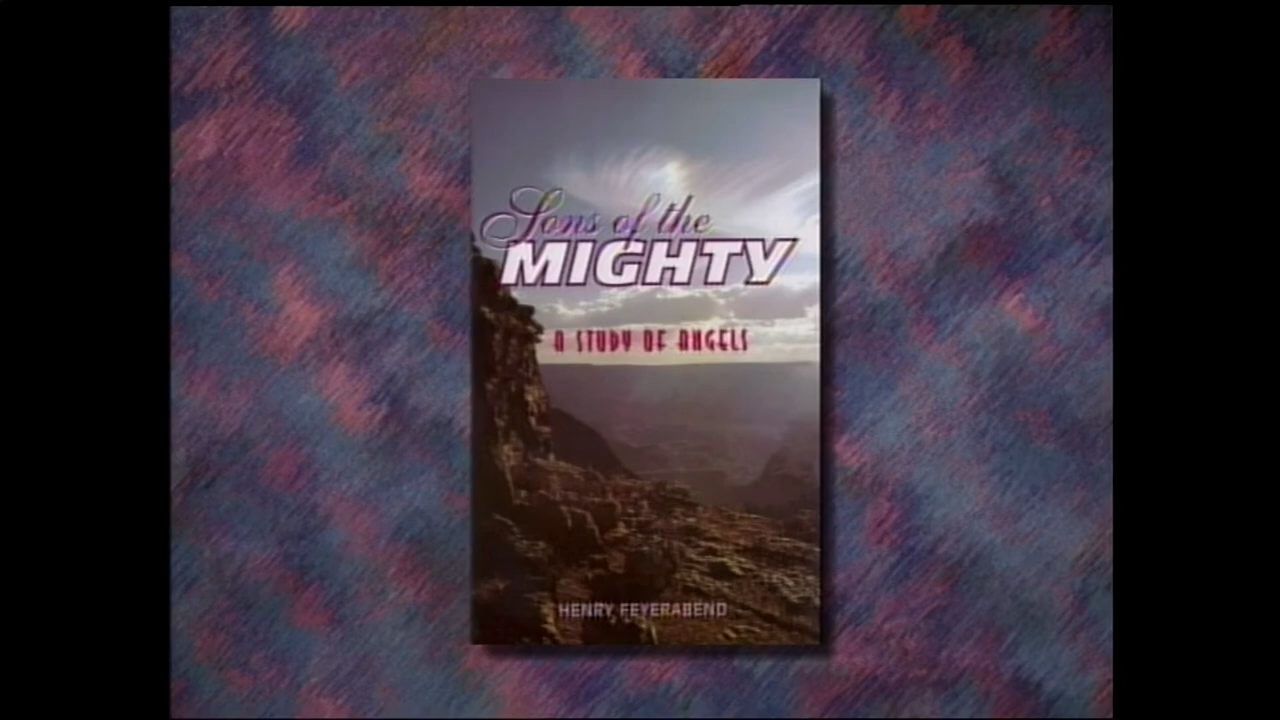 Sons of the
MIGHTY
A STUDY OF ANGELS
HENRY FEYERABEND